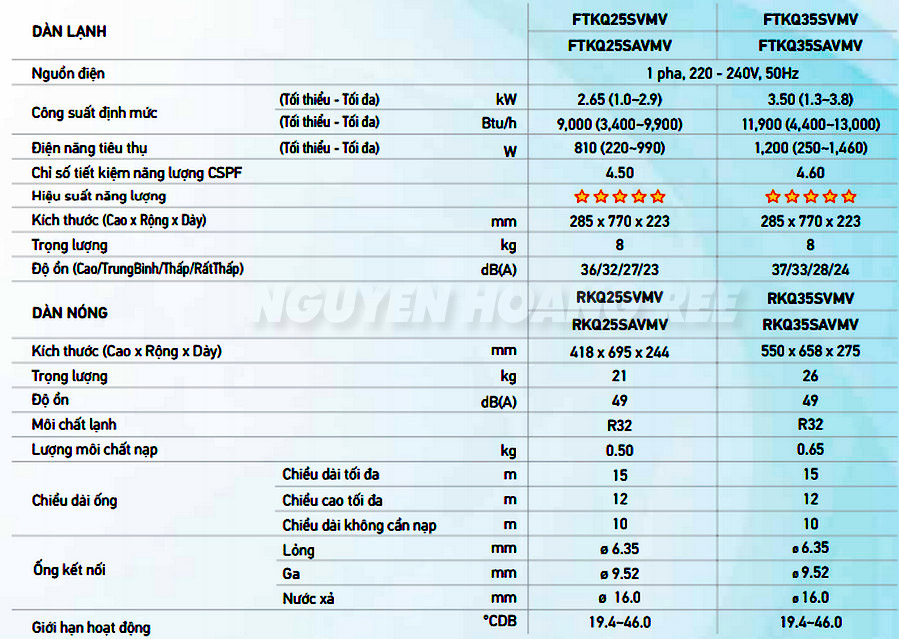 DÀN LẠNH FTKQ25SVMV FTKQ35SVMV
FTKQ25SAVMV FTKQ35SAVMV
Nguồn điện 1 pha, 220 - 240V, 50Hz
Công suất định mức (Tối thiểu - Tối đa) kW 2.65 (1.0~2.9) 3.50 (1.3~3.8)
(Tối thiểu - Tối đa) Btu/h 9,000 (3,400~9,900) 11,900 (4,400~13,000)
Điện năng tiêu thụ (Tối thiểu - Tối đa) W 810 (220~990) 1,200 (250~1,460)
Chỉ số tiết kiệm năng lượng CSPF 4.50 4.60
Hiệu suất năng lượng
Kích thước (Cao x Rộng x Dày) mm 285 x 770 x 223 285 x 770 x 223
Trọng lượng kg 8 8
Độ ồn (Cao/TrungBình/Thấp/RấtThấp) dB(A) 36/32/27/23 37/33/28/24
NGUYEN HOANG REE
DÀN NÓNG RKQ25SVMV RKQ35SVMV
RKQ25SAVMV RKQ35SAVMV
Kích thước (Cao x Rộng x Dày) mm 418 x 695 x 244 550 x 658 x 275
Trọng lượng kg 21 26
Độ ồn dB(A) 49 49
Môi chất lạnh R32 R32
Lượng môi chất nạp kg 0.50 0.65
Chiều dài ống Chiều dài tối đa m 15 15
Chiều cao tối đa m 12 12
Chiều dài không cần nạp m 10 10
Ống kết nối Lỏng mm ø 6.35 ø 6.35
Ga mm ø 9.52 ø 9.52
Nước xả mm ø 16.0 ø 16.0
Giới hạn hoạt động °CDB 19.4~46.0 19.4~46.0